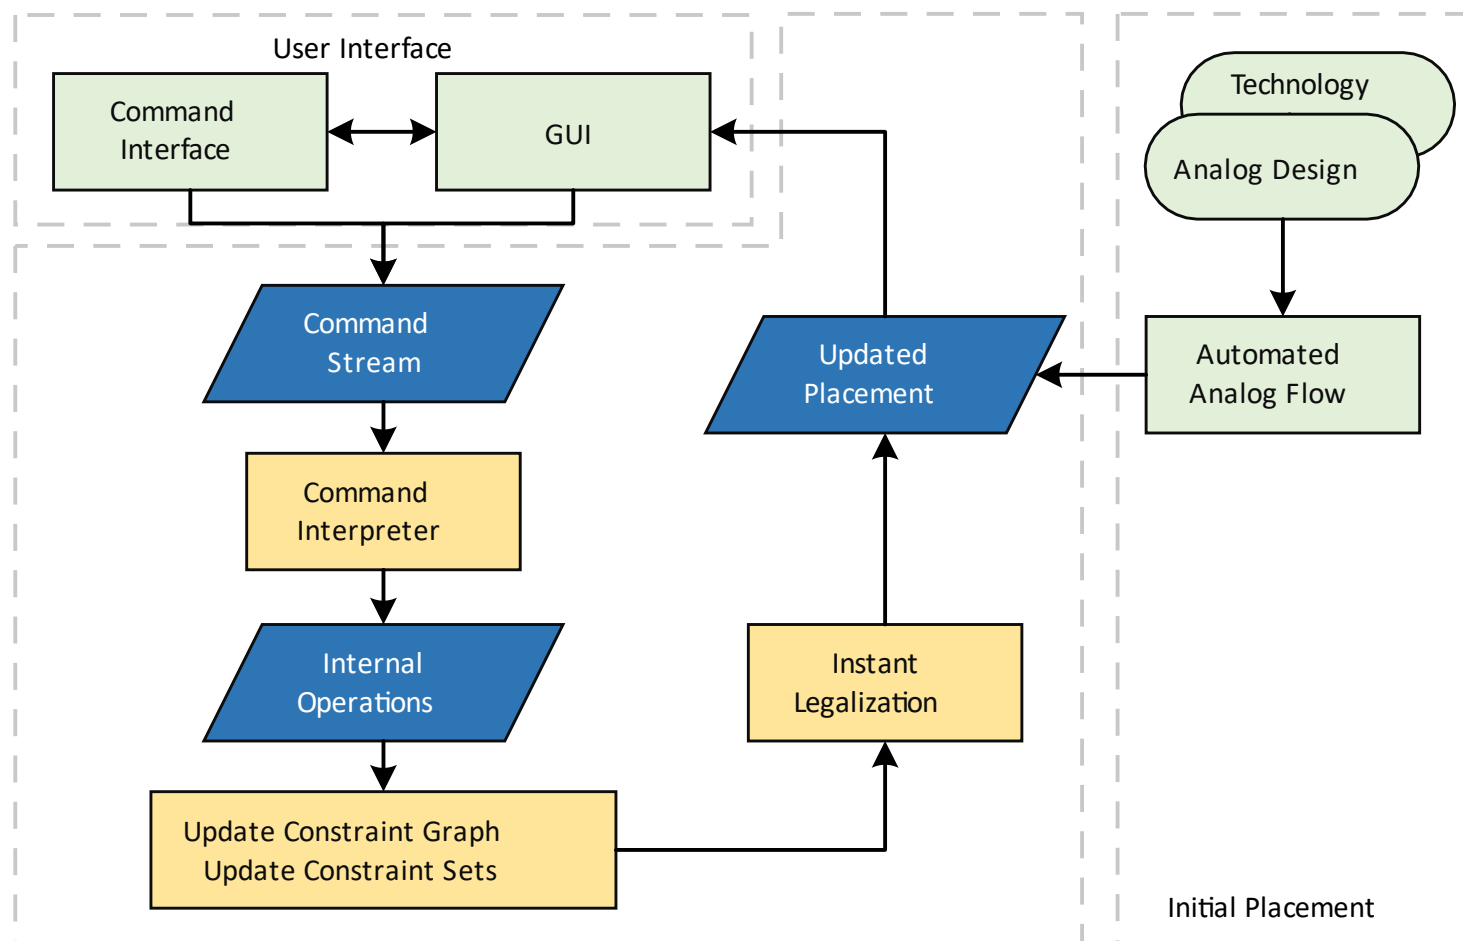 User Interface
Command
Interface
GUI
Technology
Analog Design
Command
Stream
Updated
Placement
Automated
Analog Flow
Command
Interpreter
Internal
Operations
Instant
Legalization
Update Constraint Graph
Update Constraint Sets
Initial Placement